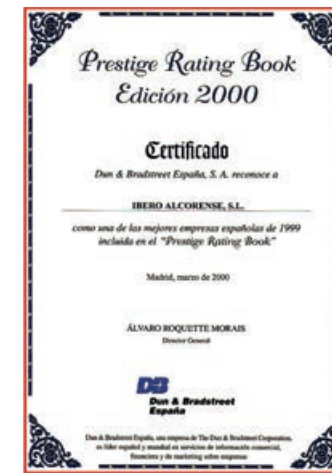 Prestige Rating Book
Edición 2000
Certificado
Dun & Bradstreet España, S. A. reconoce a
IBERO ALCORENSE, S.L.
como una de las mejores empresas españolas de 1999
incluida en el "Prestige Rating Book"
Madrid, marzo de 2000
ÁLVARO ROQUETTE MORAIS
Director General
D&B
Dun & Bradstreet
España
Dun & Bradstreet España, una empresa de The Dun & Bradstreet Corporation,
es líder español y mundial en servicios de información comercial,
financiera y de marketing sobre empresas